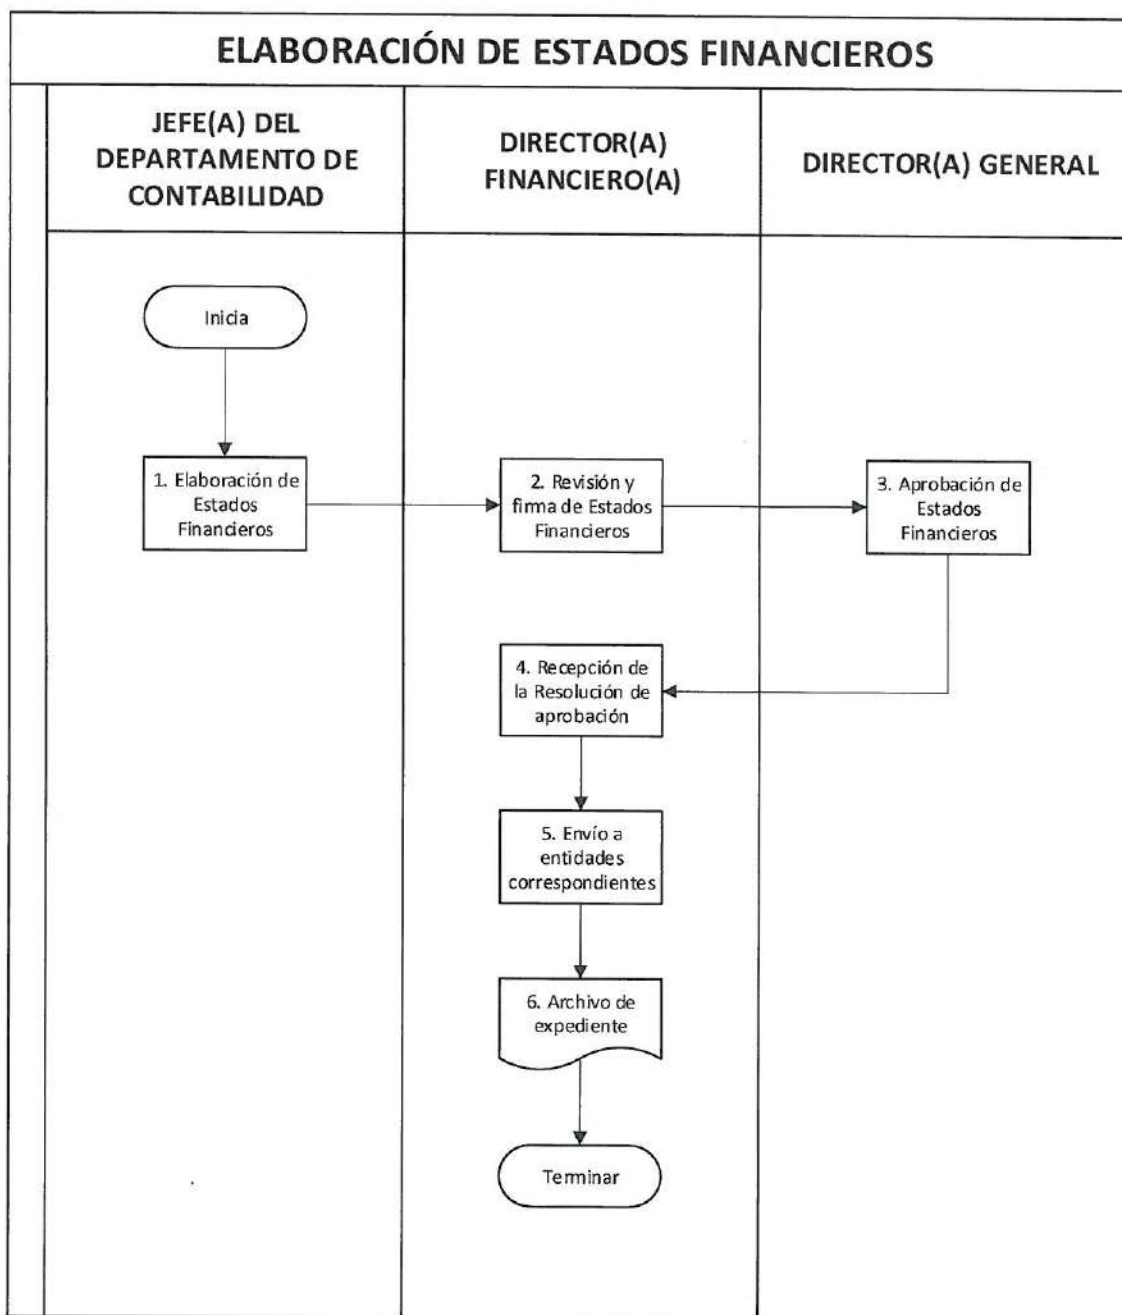 ELABORACIÓN DE ESTADOS FINANCIEROS
JEFE(A) DEL
DEPARTAMENTO DE
CONTABILIDAD
DIRECTOR(A)
FINANCIERO(A)
DIRECTOR(A) GENERAL
Inicia
1. Elaboración de
Estados
Financieros
2. Revisión y
firma de Estados
Financieros
3. Aprobación de
Estados
Financieros
4. Recepción de
la Resolución de
aprobación
5. Envío a
entidades
correspondientes
6. Archivo de
expediente
Terminar